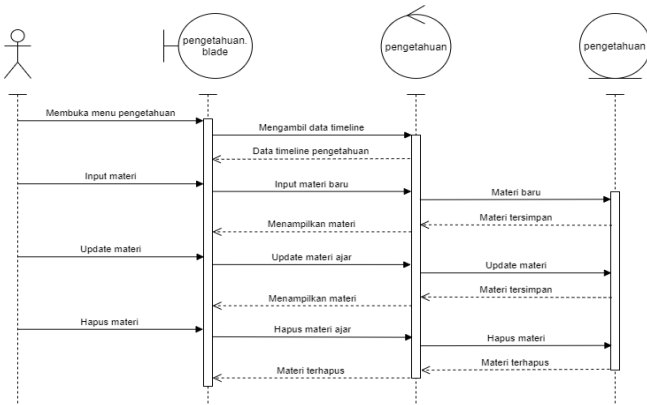 pengetahuan.
blade
pengetahuan
pengetahuan
Membuka menu pengetahuan
Mengambil data timeline
Data timeline pengetahuan
Input materi
Input materi baru
Materi baru
Materi tersimpan
Menampilkan materi
Update materi
Update materi ajar
Update materi
Materi tersimpan
Menampilkan materi
Hapus materi
Hapus materi ajar
Hapus materi
Materi terhapus
Materi terhapus